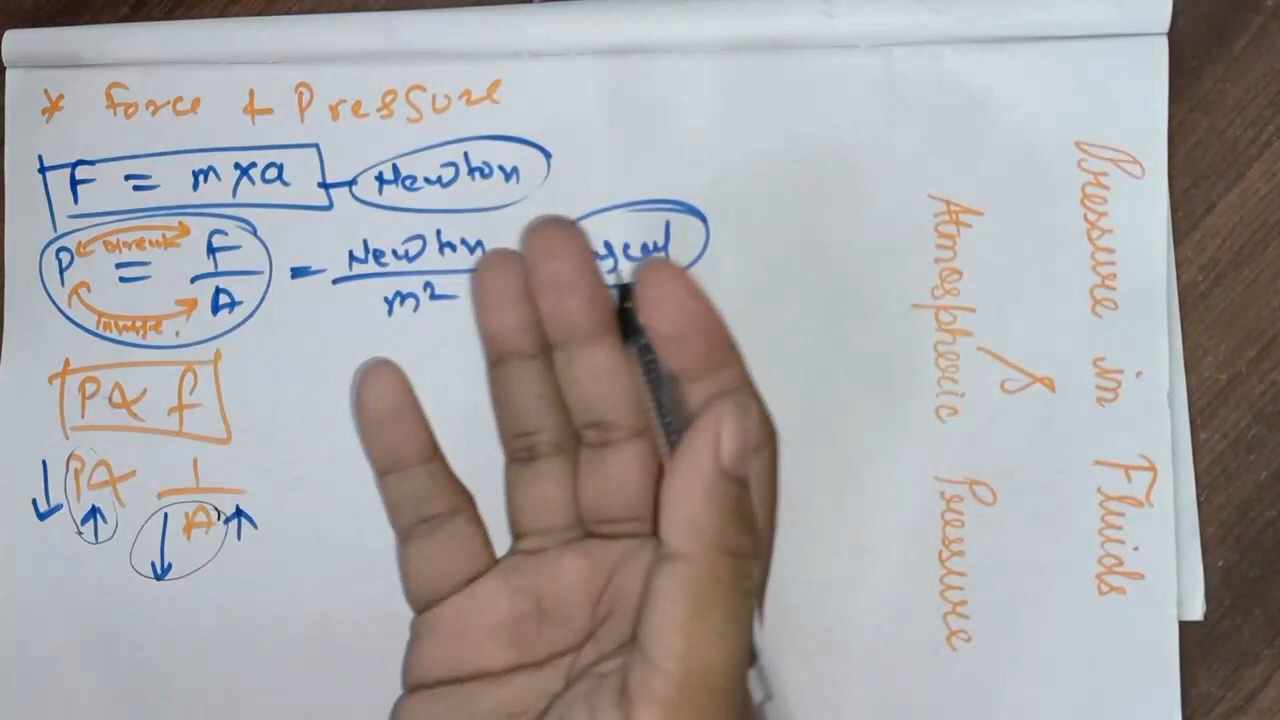 * Force & Pressure
F = m x a - Newton
P = F/A = Newton/m²
Direct
Inverse.
P ∝ f
↓ P ↑ ∝ 1/A ↓ ↑
Pressure in Fluids
&
Atmospheric Pressure